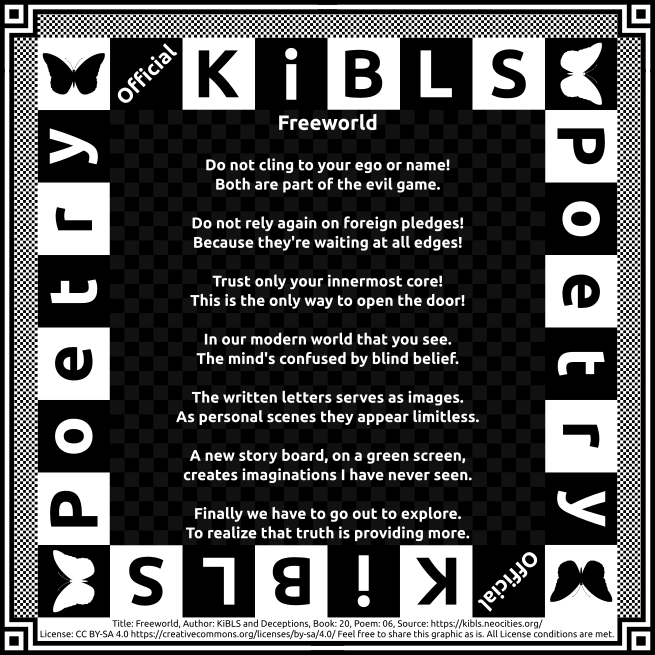 Official KiBLS
Poetry
Poetry
Freeworld
Do not cling to your ego or name!
Both are part of the evil game.
Do not rely again on foreign pledges!
Because they're waiting at all edges!
Trust only your innermost core!
This is the only way to open the door!
In our modern world that you see.
The mind's confused by blind belief.
The written letters serves as images.
As personal scenes they appear limitless.
A new story board, on a green screen,
creates imaginations I have never seen.
Finally we have to go out to explore.
To realize that truth is providing more.
Official KiBLS
Title: Freeworld, Author: KiBLS and Deceptions, Book: 20, Poem: 06, Source: https://kibls.neocities.org/
License: CC BY-SA 4.0 https://creativecommons.org/licenses/by-sa/4.0/ Feel free to share this graphic as is. All License conditions are met.